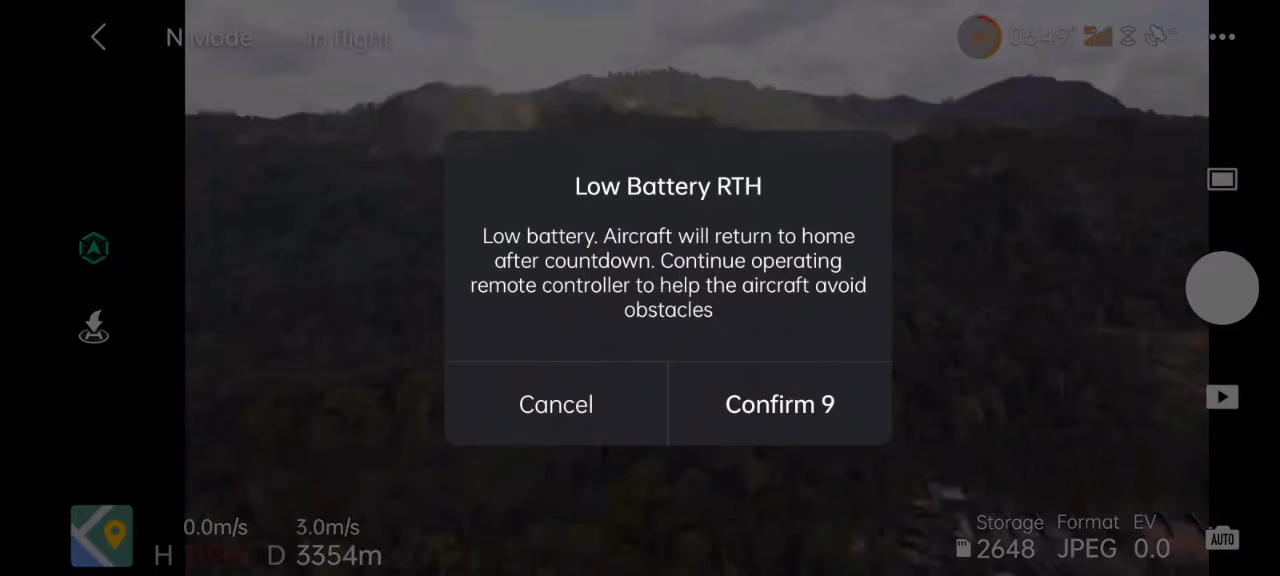 N Mode
In flight
06'49"
Low Battery RTH
Low battery. Aircraft will return to home
after countdown. Continue operating
remote controller to help the aircraft avoid
obstacles
Cancel
Confirm 9
0.0m/s
3.0m/s
H
D 3354m
Storage
Format
EV
2648
JPEG
0.0
AUTO